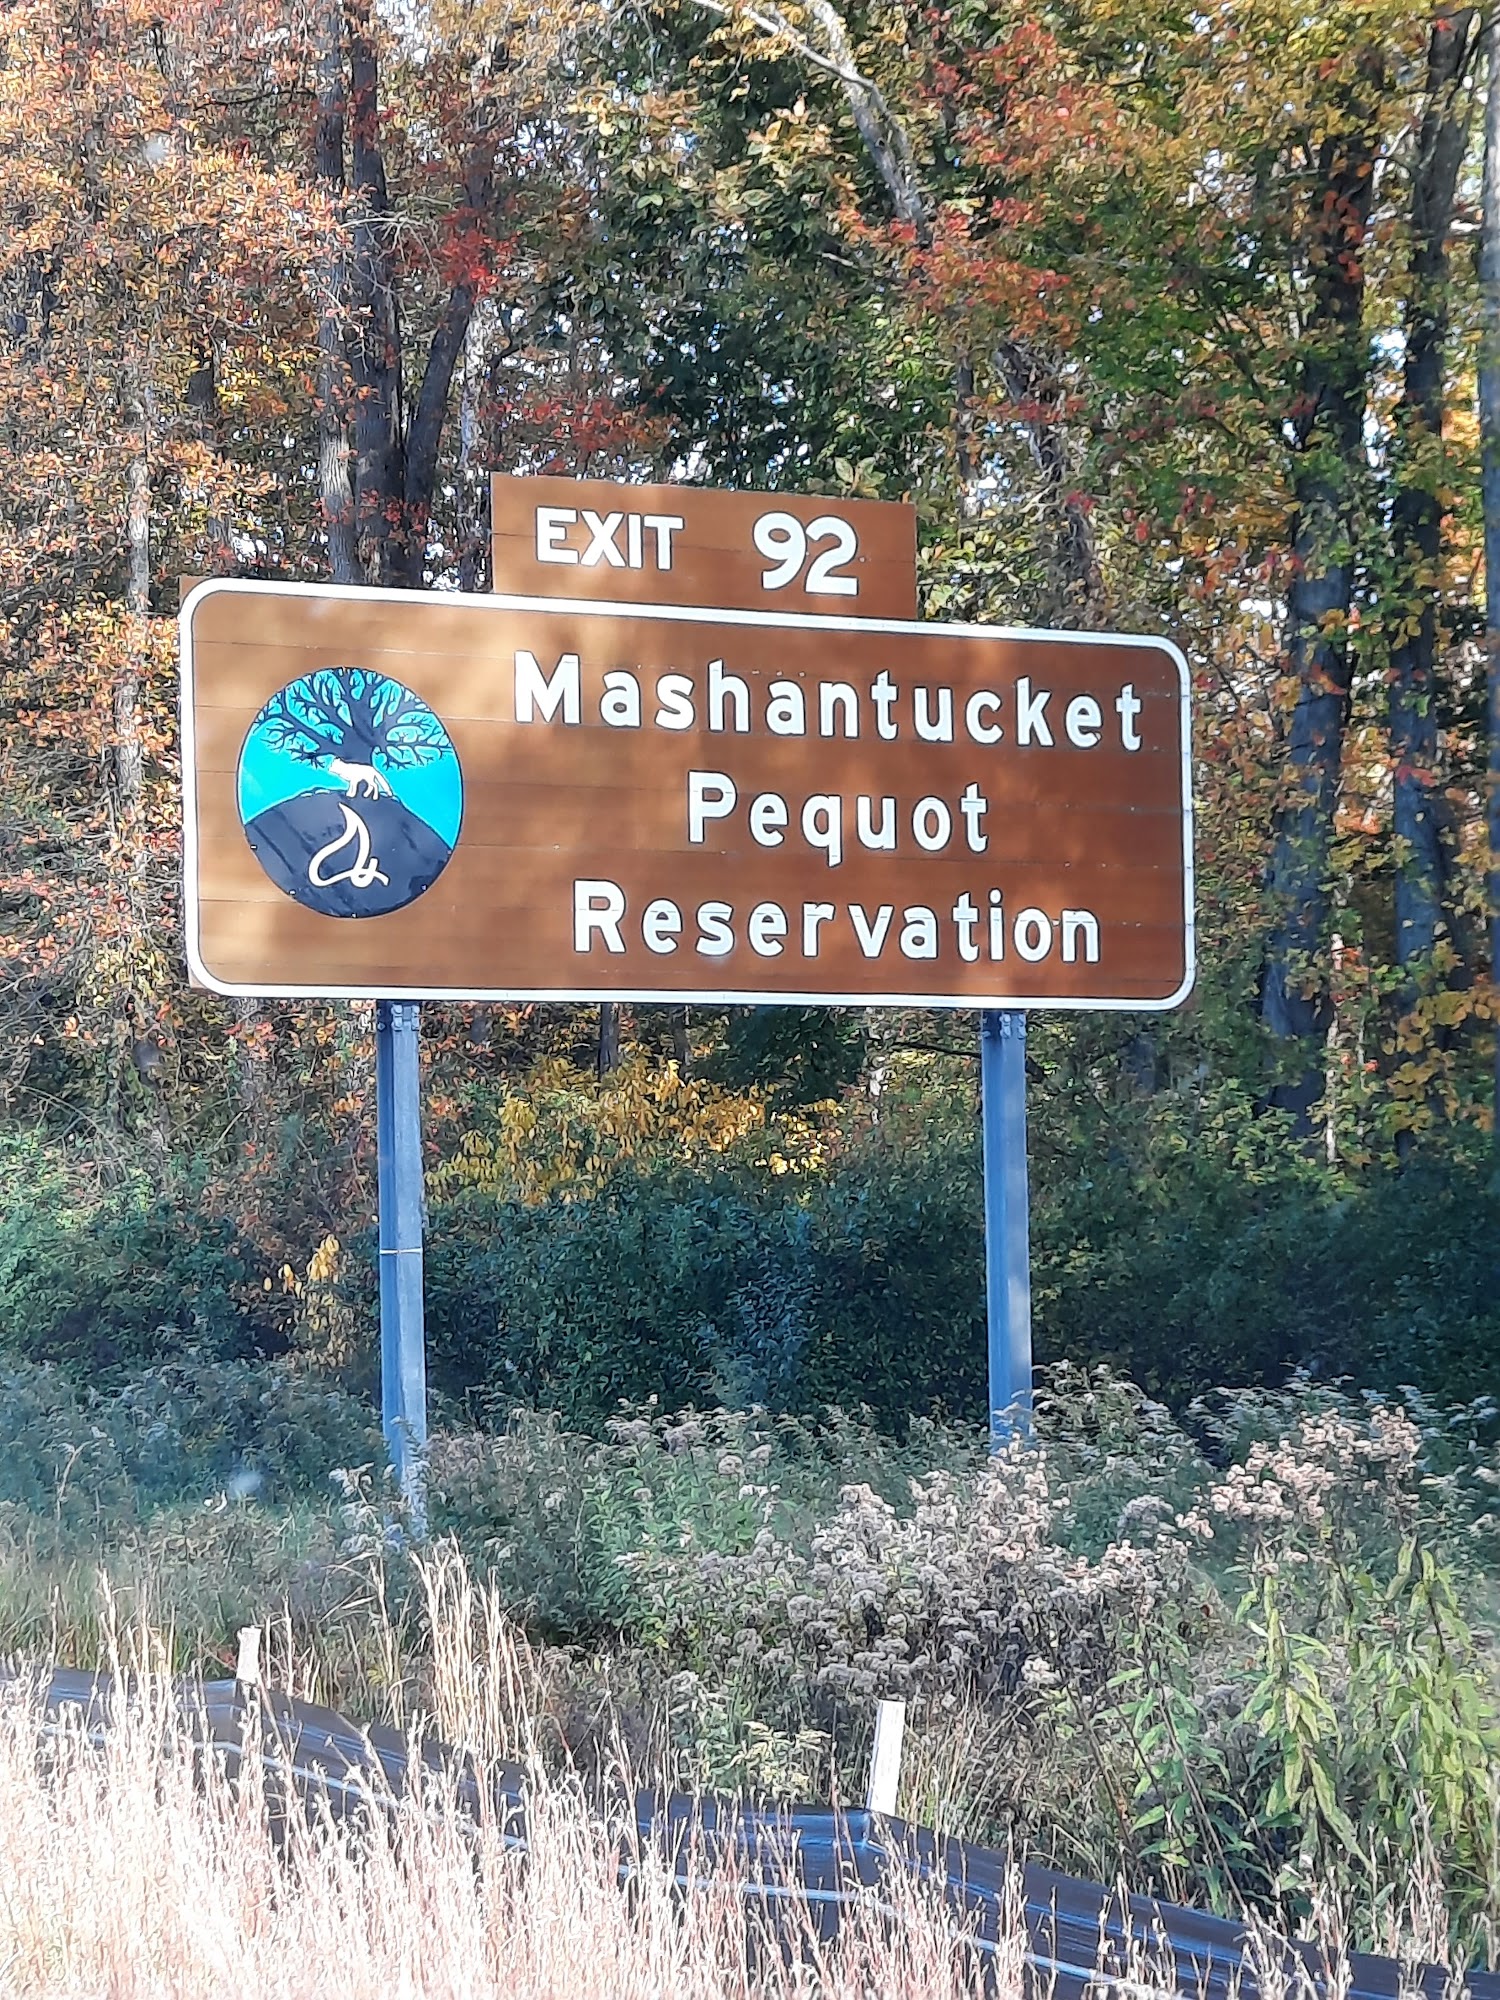 EXIT 92
Mashantucket
Pequot
Reservation